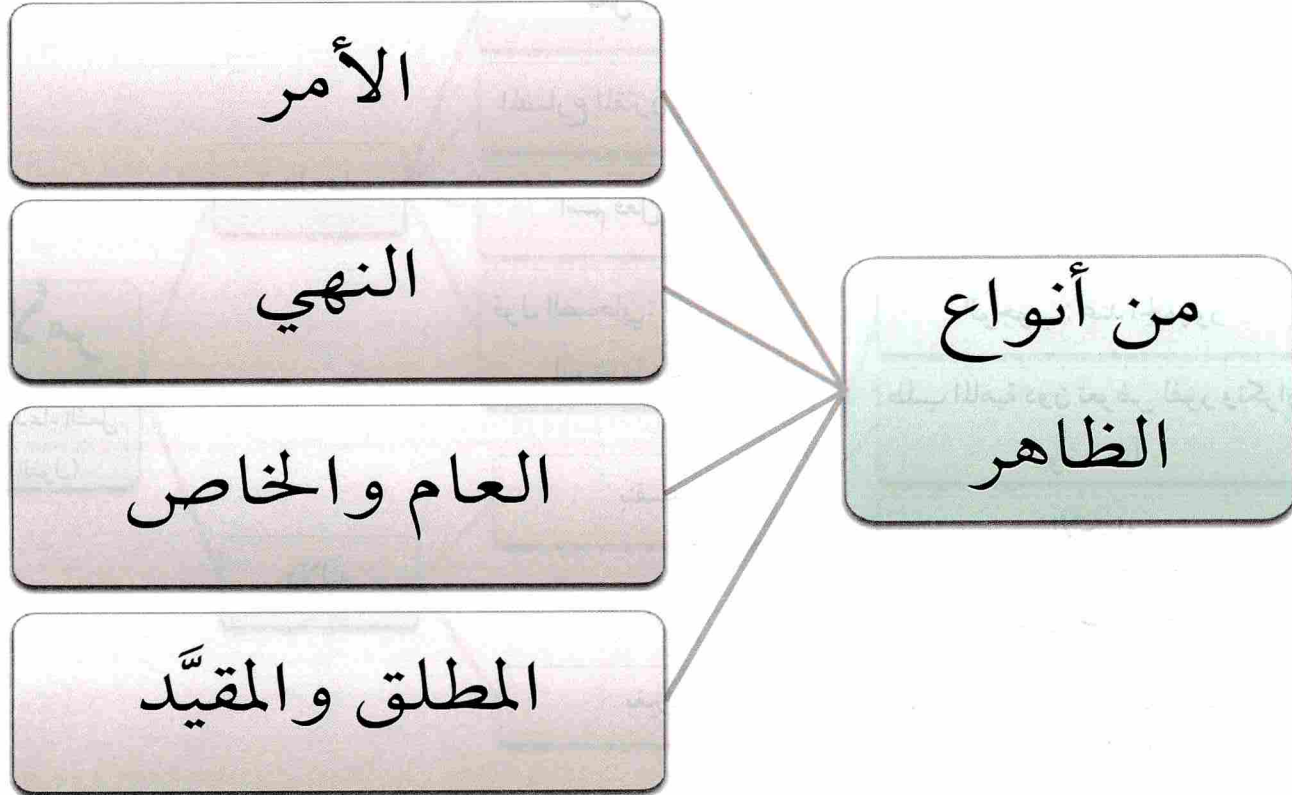 من أنواع
الظاهر
الأمر
النهي
العام والخاص
المطلق والمقيَّد